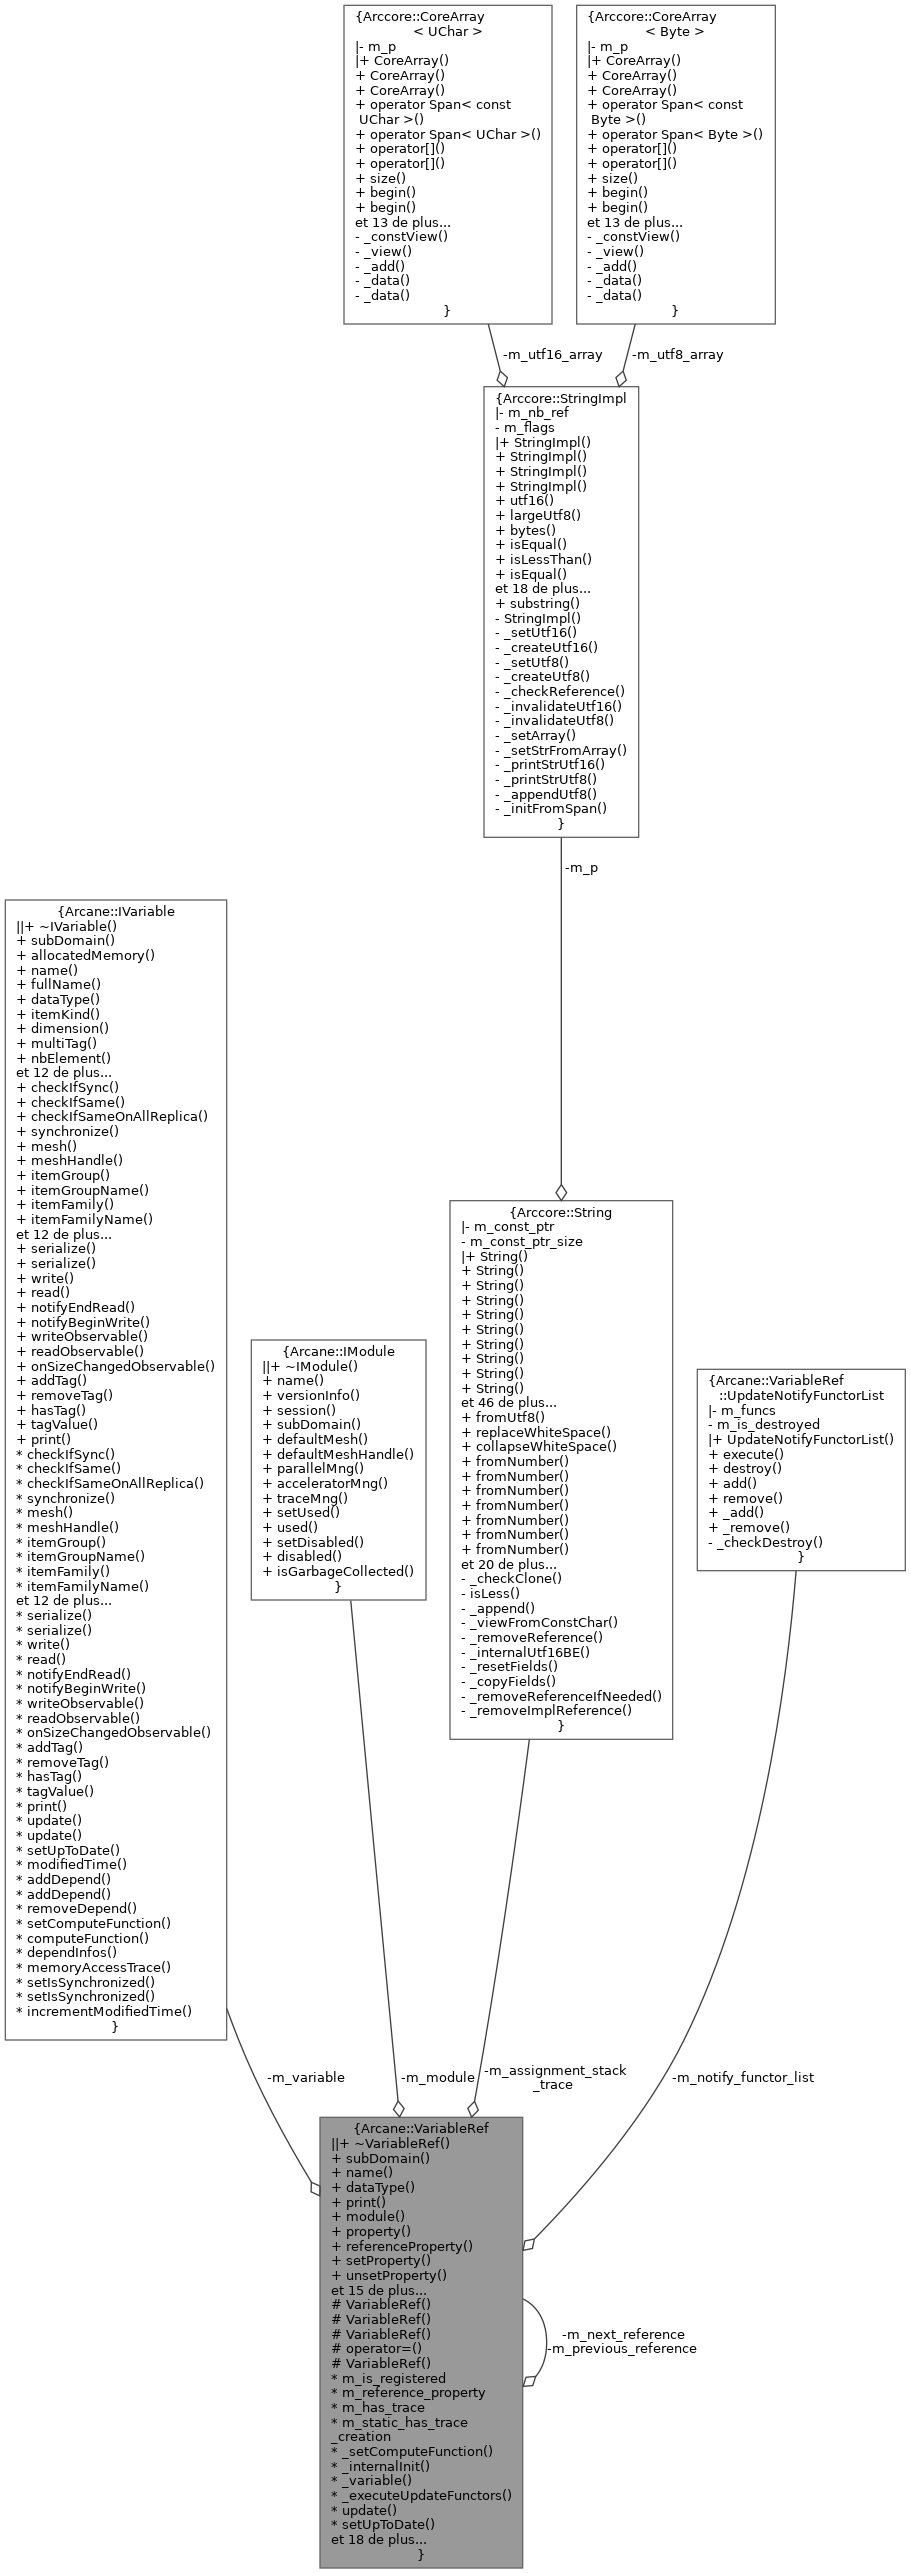 {Arccore::CoreArray
< UChar >
|- m_p
|+ CoreArray()
+ CoreArray()
+ CoreArray()
+ operator Span< const
UChar >()
+ operator Span< UChar >()
+ operator[]()
+ operator[]()
+ size()
+ begin()
+ begin()
et 13 de plus...
- _constView()
- _view()
- _add()
- _data()
- _data()
}
{Arccore::CoreArray
< Byte >
|- m_p
|+ CoreArray()
+ CoreArray()
+ CoreArray()
+ operator Span< const
Byte >()
+ operator Span< Byte >()
+ operator[]()
+ operator[]()
+ size()
+ begin()
+ begin()
et 13 de plus...
- _constView()
- _view()
- _add()
- _data()
- _data()
}
-m_utf16_array
-m_utf8_array
{Arccore::StringImpl
|- m_nb_ref
- m_flags
|+ StringImpl()
+ StringImpl()
+ StringImpl()
+ StringImpl()
+ utf16()
+ largeUtf8()
+ bytes()
+ isEqual()
+ isLessThan()
+ isEqual()
et 18 de plus...
+ substring()
- StringImpl()
- _setUtf16()
- _createUtf16()
- _setUtf8()
- _createUtf8()
- _checkReference()
- _invalidateUtf16()
- _invalidateUtf8()
- _setArray()
- _setStrFromArray()
- _printStrUtf16()
- _printStrUtf8()
- _appendUtf8()
- _initFromSpan()
}
-m_p
{Arcane::IVariable
||+ ~IVariable()
+ subDomain()
+ allocatedMemory()
+ name()
+ fullName()
+ dataType()
+ itemKind()
+ dimension()
+ multiTag()
+ nbElement()
et 12 de plus...
+ checkIfSync()
+ checkIfSame()
+ checkIfSameOnAllReplica()
+ synchronize()
+ mesh()
+ meshHandle()
+ itemGroup()
+ itemGroupName()
+ itemFamily()
+ itemFamilyName()
et 12 de plus...
+ serialize()
+ serialize()
+ write()
+ read()
+ notifyEndRead()
+ notifyBeginWrite()
+ writeObservable()
+ readObservable()
+ onSizeChangedObservable()
+ addTag()
+ removeTag()
+ hasTag()
+ tagValue()
+ print()
* checkIfSync()
* checkIfSame()
* checkIfSameOnAllReplica()
* synchronize()
* mesh()
* meshHandle()
* itemGroup()
* itemGroupName()
* itemFamily()
* itemFamilyName()
et 12 de plus...
* serialize()
* serialize()
* write()
* read()
* notifyEndRead()
* notifyBeginWrite()
* writeObservable()
* readObservable()
* onSizeChangedObservable()
* addTag()
* removeTag()
* hasTag()
* tagValue()
* print()
* update()
* update()
* setUpToDate()
* modifiedTime()
* addDepend()
* addDepend()
* removeDepend()
* setComputeFunction()
* computeFunction()
* dependInfos()
* memoryAccessTrace()
* setIsSynchronized()
* setIsSynchronized()
* incrementModifiedTime()
}
{Arcane::IModule
||+ ~IModule()
+ name()
+ versionInfo()
+ session()
+ subDomain()
+ defaultMesh()
+ defaultMeshHandle()
+ parallelMng()
+ acceleratorMng()
+ traceMng()
+ setUsed()
+ used()
+ setDisabled()
+ disabled()
+ isGarbageCollected()
}
{Arccore::String
|- m_const_ptr
- m_const_ptr_size
|+ String()
+ String()
+ String()
+ String()
+ String()
+ String()
+ String()
+ String()
+ String()
+ String()
et 46 de plus...
+ fromUtf8()
+ replaceWhiteSpace()
+ collapseWhiteSpace()
+ fromNumber()
+ fromNumber()
+ fromNumber()
+ fromNumber()
+ fromNumber()
+ fromNumber()
+ fromNumber()
et 20 de plus...
- _checkClone()
- isLess()
- _append()
- _viewFromConstChar()
- _removeReference()
- _internalUtf16BE()
- _resetFields()
- _copyFields()
- _removeReferenceIfNeeded()
- _removeImplReference()
}
{Arcane::VariableRef
::UpdateNotifyFunctorList
|- m_funcs
- m_is_destroyed
|+ UpdateNotifyFunctorList()
+ execute()
+ destroy()
+ add()
+ remove()
+ _add()
+ _remove()
- _checkDestroy()
}
-m_variable
-m_module
-m_assignment_stack
_trace
-m_notify_functor_list
{Arcane::VariableRef
||+ ~VariableRef()
+ subDomain()
+ name()
+ dataType()
+ print()
+ module()
+ property()
+ referenceProperty()
+ setProperty()
+ unsetProperty()
et 15 de plus...
# VariableRef()
# VariableRef()
# VariableRef()
# operator=()
# VariableRef()
* m_is_registered
* m_reference_property
* m_has_trace
* m_static_has_trace
_creation
* _setComputeFunction()
* _internalInit()
* _variable()
* _executeUpdateFunctors()
* update()
* setUpToDate()
et 18 de plus...
}
-m_next_reference
-m_previous_reference